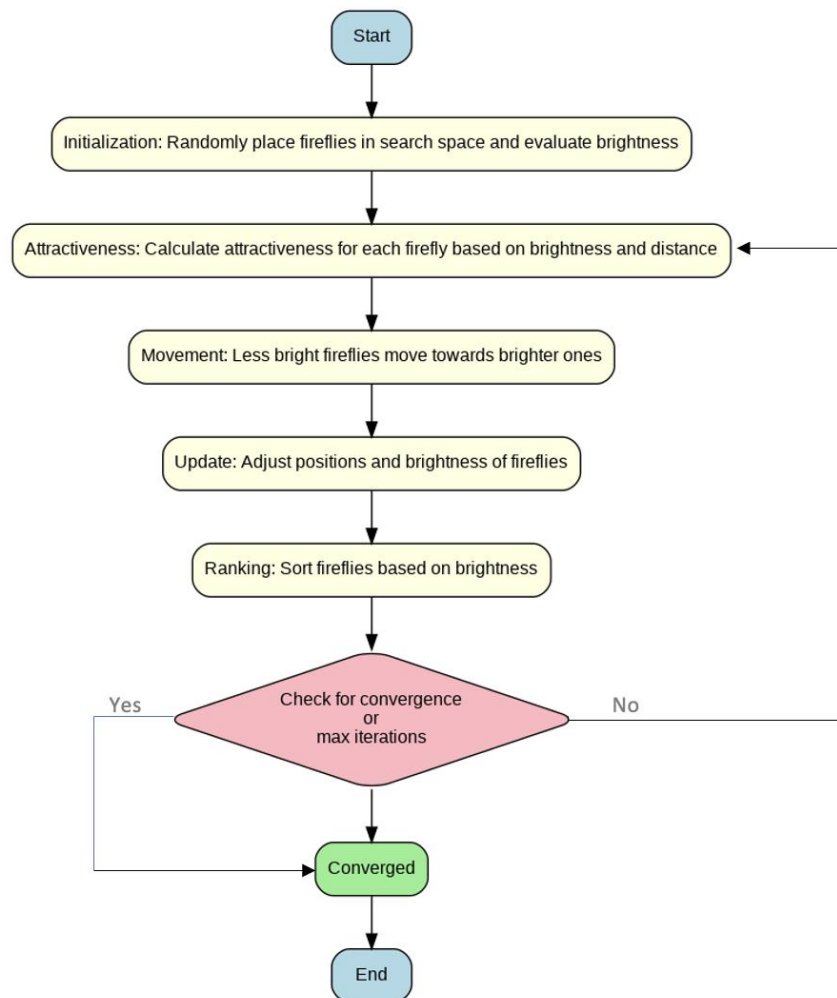 Start
Initialization: Randomly place fireflies in search space and evaluate brightness
Attractiveness: Calculate attractiveness for each firefly based on brightness and distance
Movement: Less bright fireflies move towards brighter ones
Update: Adjust positions and brightness of fireflies
Ranking: Sort fireflies based on brightness
Check for convergence
or
max iterations
Yes
No
Converged
End